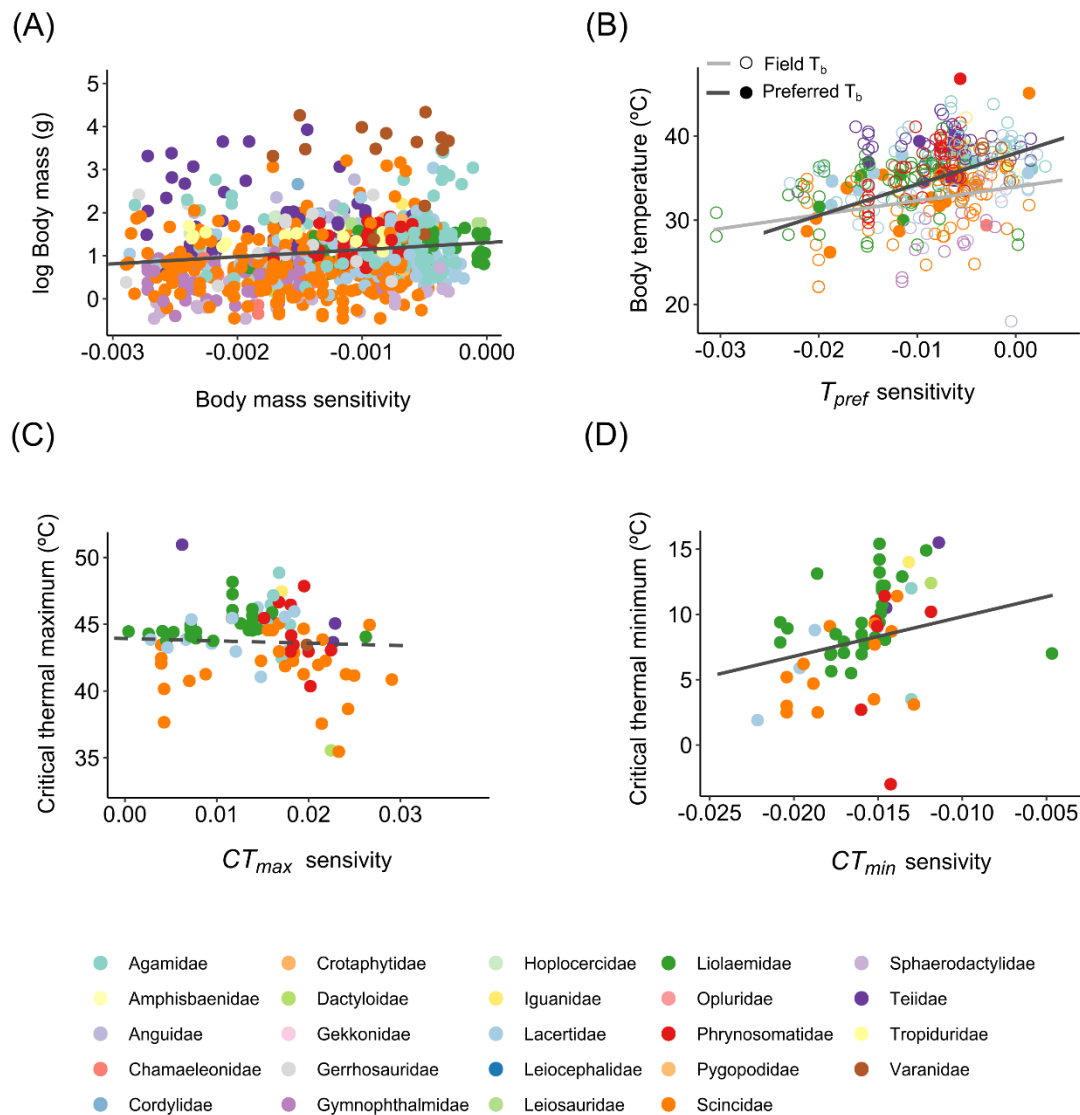 (A)
log Body mass (g)
5
4
3
2
1
0
-0.003
-0.002
-0.001
0.000
Body mass sensitivity
(B)
Field Tb
Preferred Tb
Body temperature (ºC)
40
30
20
-0.03
-0.02
-0.01
0.00
Tpref sensitivity
(C)
Critical thermal maximum (ºC)
50
45
40
35
0.00
0.01
0.02
0.03
CTmax sensivity
(D)
Critical thermal minimum (ºC)
15
10
5
0
-0.025
-0.020
-0.015
-0.010
-0.005
CTmin sensivity
Agamidae
Amphisbaenidae
Anguidae
Chamaeleonidae
Cordylidae
Crotaphytidae
Dactyloidae
Gekkonidae
Gerrhosauridae
Gymnophthalmidae
Hoplocercidae
Iguanidae
Lacertidae
Leiocephalidae
Leiosauridae
Liolaemidae
Opluridae
Phrynosomatidae
Pygopodidae
Scincidae
Sphaerodactylidae
Teiidae
Tropiduridae
Varanidae